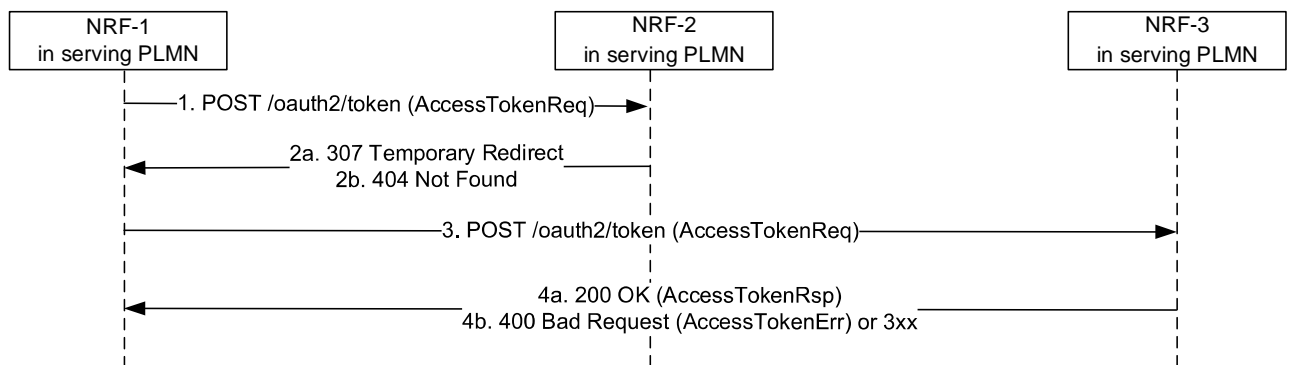 NRF-1
in serving PLMN
NRF-2
in serving PLMN
NRF-3
in serving PLMN
1. POST /oauth2/token (AccessTokenReq)
2a. 307 Temporary Redirect
2b. 404 Not Found
3. POST /oauth2/token (AccessTokenReq)
4a. 200 OK (AccessTokenRsp)
4b. 400 Bad Request (AccessTokenErr) or 3xx